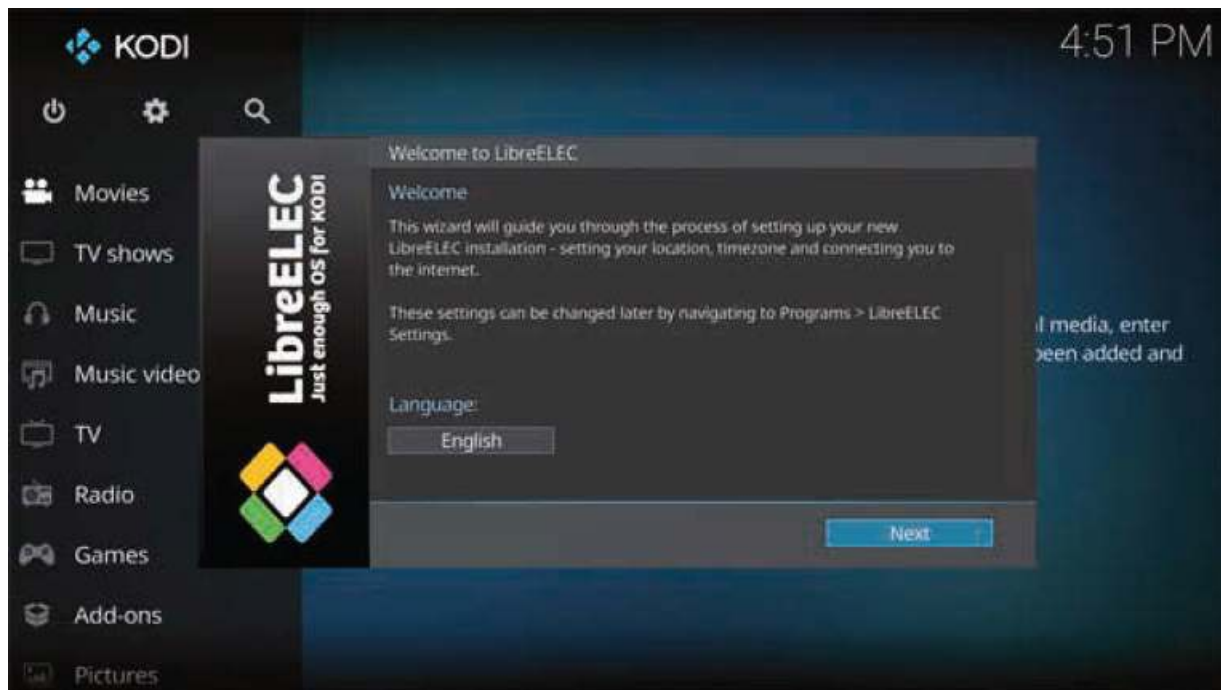 KODI
4:51 PM
Movies
TV shows
Music
Music video
TV
Radio
Games
Add-ons
Pictures
LibreELEC
Just enough OS for KODI
Welcome to LibreELEC
Welcome
This wizard will guide you through the process of setting up your new
LibreELEC installation - setting your location, timezone and connecting you to
the internet.
These settings can be changed later by navigating to Programs > LibreELEC
Settings.
Language:
English
Next
l media, enter
been added and